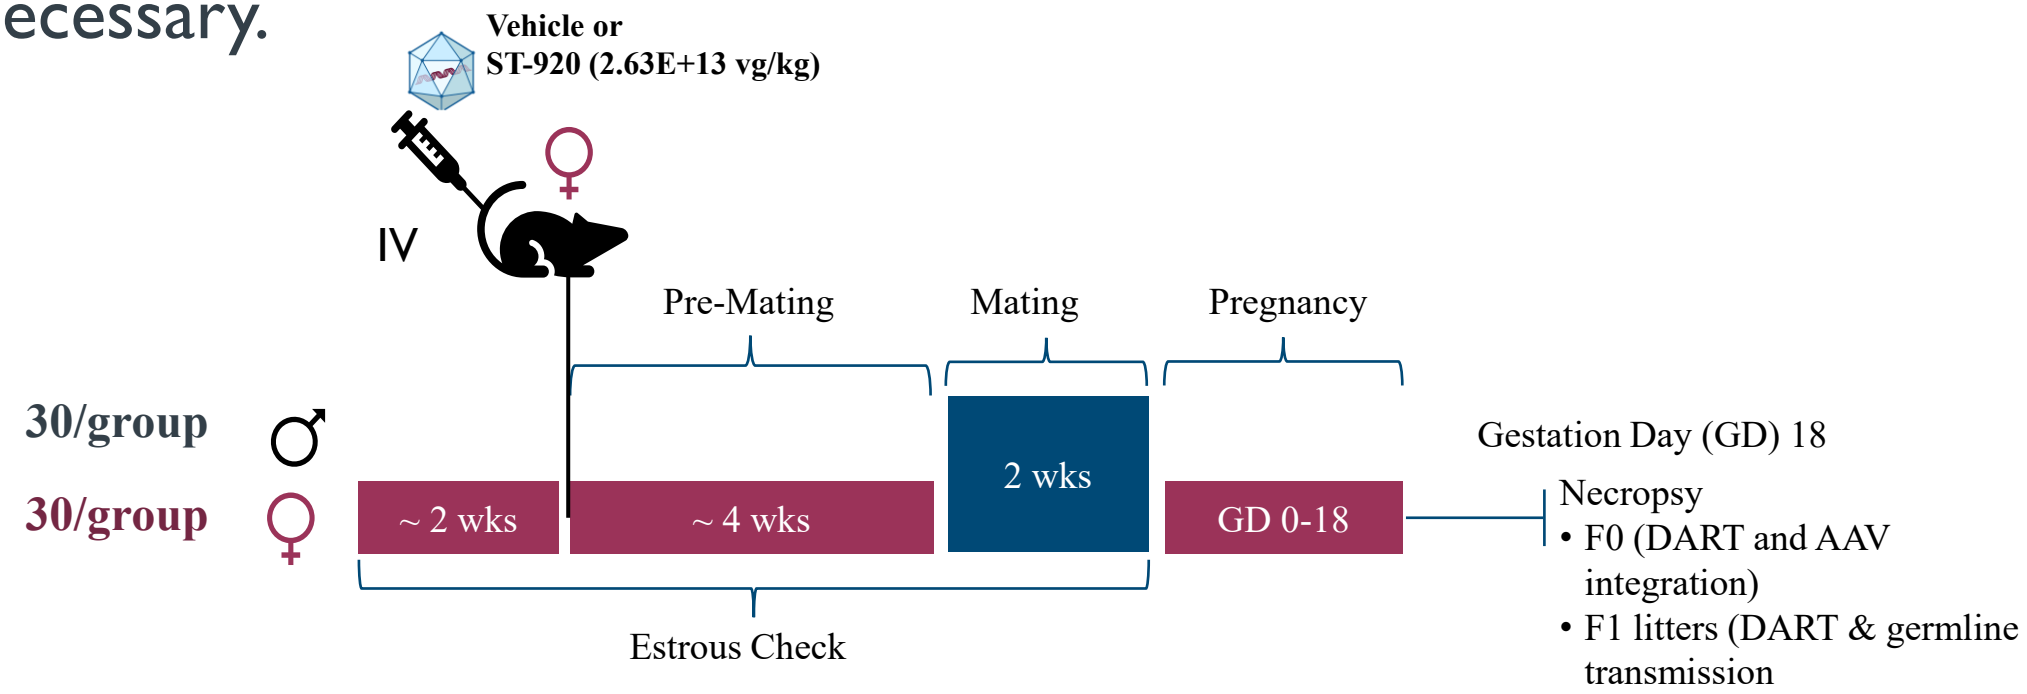 ecessary.
Vehicle or
ST-920 (2.63E+13 vg/kg)
IV
Pre-Mating
Mating
Pregnancy
30/group
30/group
~ 2 wks
~ 4 wks
2 wks
GD 0-18
Estrous Check
Gestation Day (GD) 18
Necropsy
• F0 (DART and AAV
integration)
• F1 litters (DART & germline
transmission